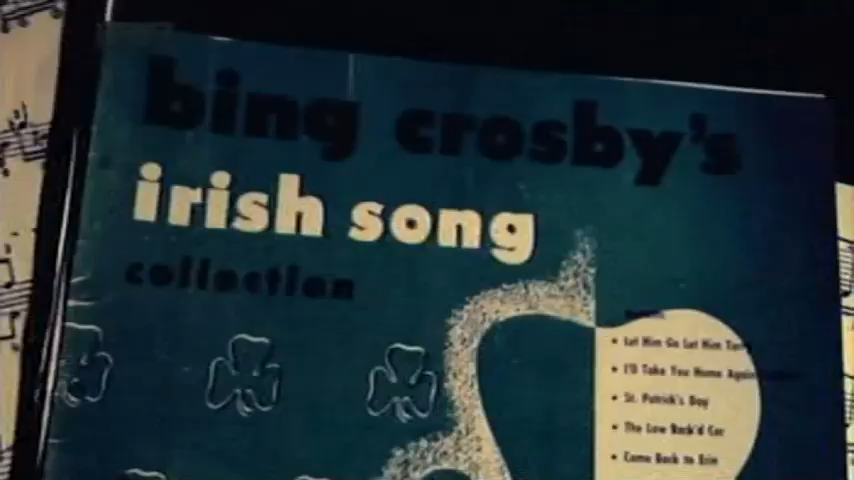 bing crosby's
irish song
collection
• Let Him Go Let Him Tarry
• I'll Take You Home Again
• St. Patrick's Day
• The Low Back'd Car
• Come Back to Erin